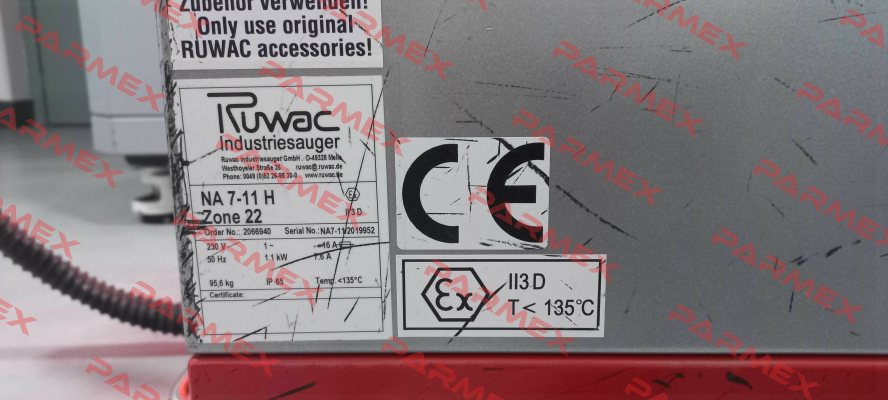 Zubehör verwenden!
Only use original
RUWAC accessories!
Ruwac
Industriesauger
Ruwac Industriesauger GmbH D-49328 Melle
Westhoyeler Straße 25 ruwac@ruwac.de
Phone: 0049 (0)52 26-98 30-0 www.ruwac.de
NA 7-11 H
Zone 22
Ex
II3 D
Order No.: 2066940 Serial No.: NA7-11/2019952
230 V 1~ 16 A
50 Hz 1.1 kW 7.6 A
95,6 kg IP 65 Temp. <135°C
Certificate:
CE
Ex
II3 D
T < 135°C
PARMEX